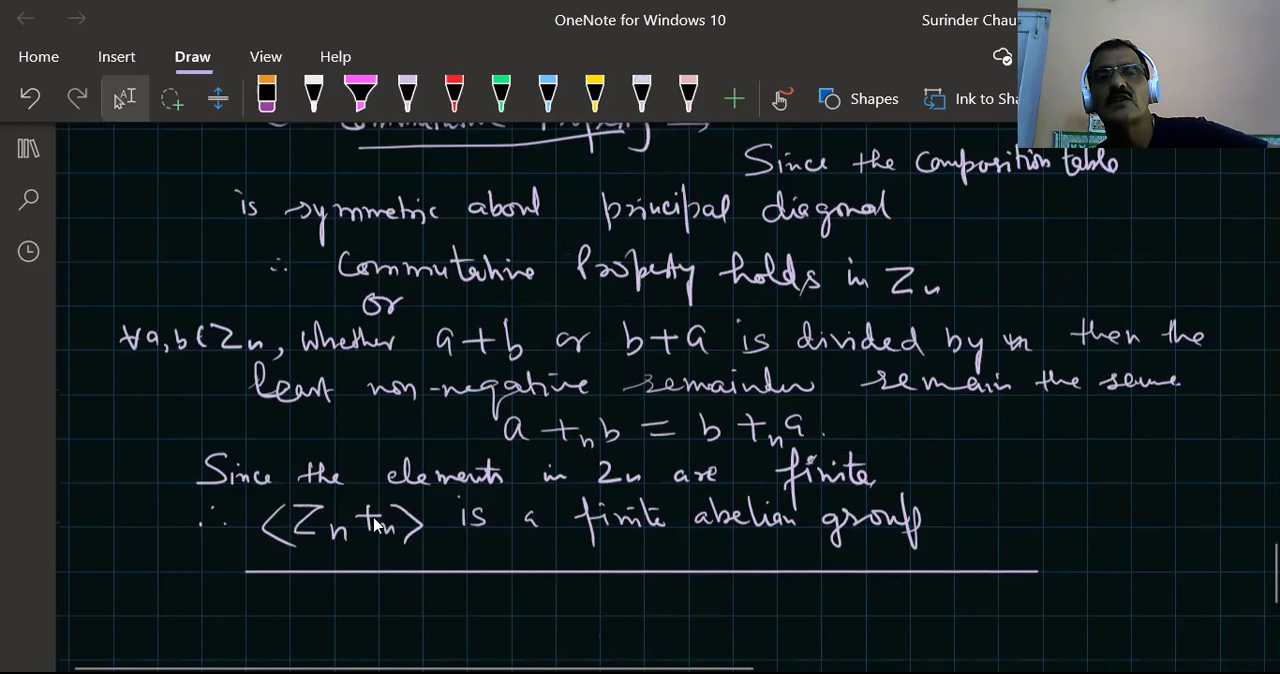 OneNote for Windows 10
Surinder Chau
Home Insert Draw View Help
Shapes Ink to Sha
Commutative Property →
Since the Composition table
is symmetric about principal diagonal
∴ Commutative Property holds in Zn
or
∀a,b∈Zn, whether a+b or b+a is divided by n then the
least non-negative remainder remain the same
a +n b = b +n a.
Since the elements in Zn are finite
∴ <Zn +n> is a finite abelian group